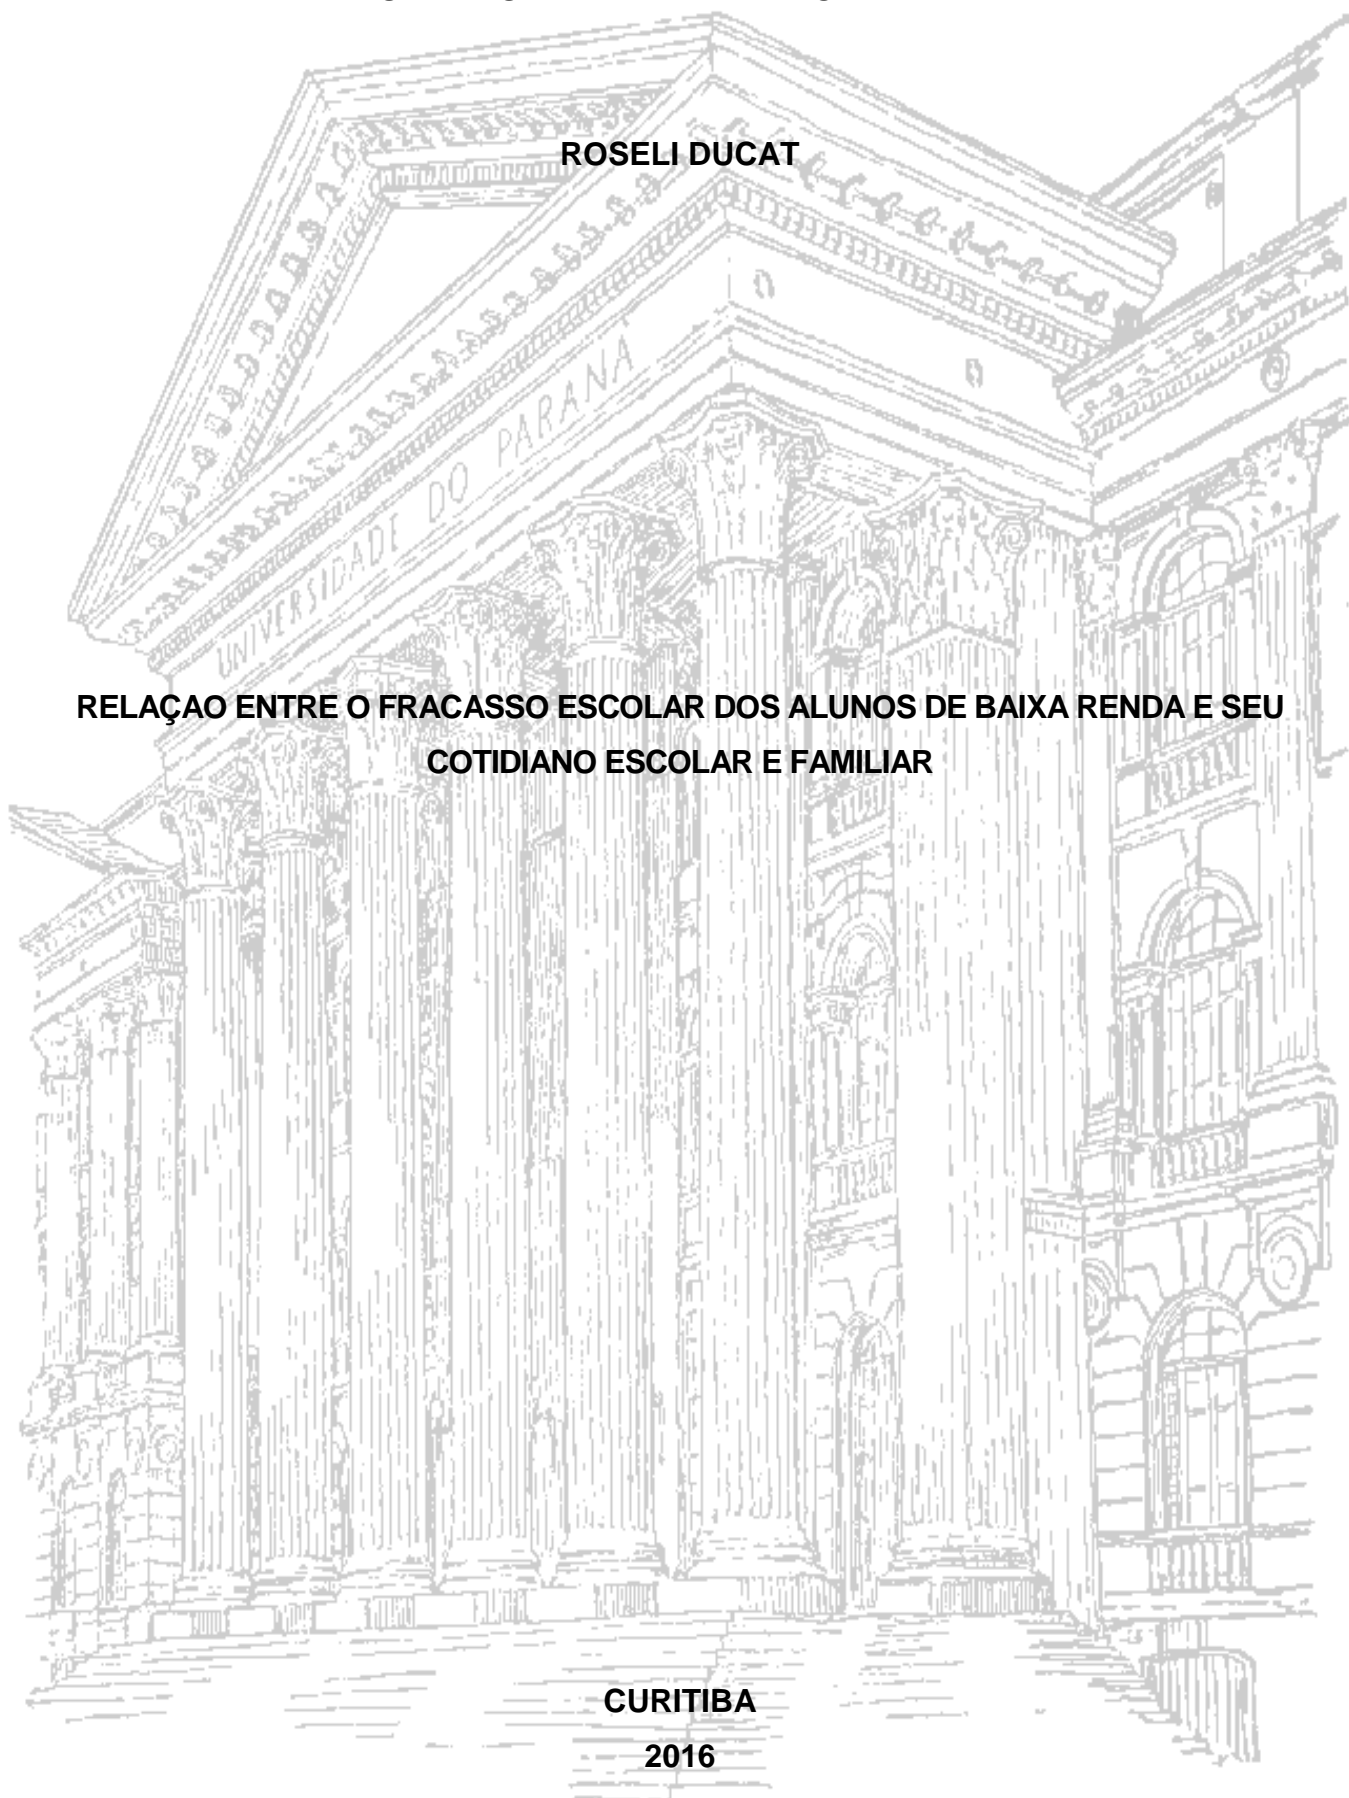 ROSELI DUCAT
UNIVERSIDADE DO PARANÁ
RELAÇAO ENTRE O FRACASSO ESCOLAR DOS ALUNOS DE BAIXA RENDA E SEU
COTIDIANO ESCOLAR E FAMILIAR
CURITIBA
2016